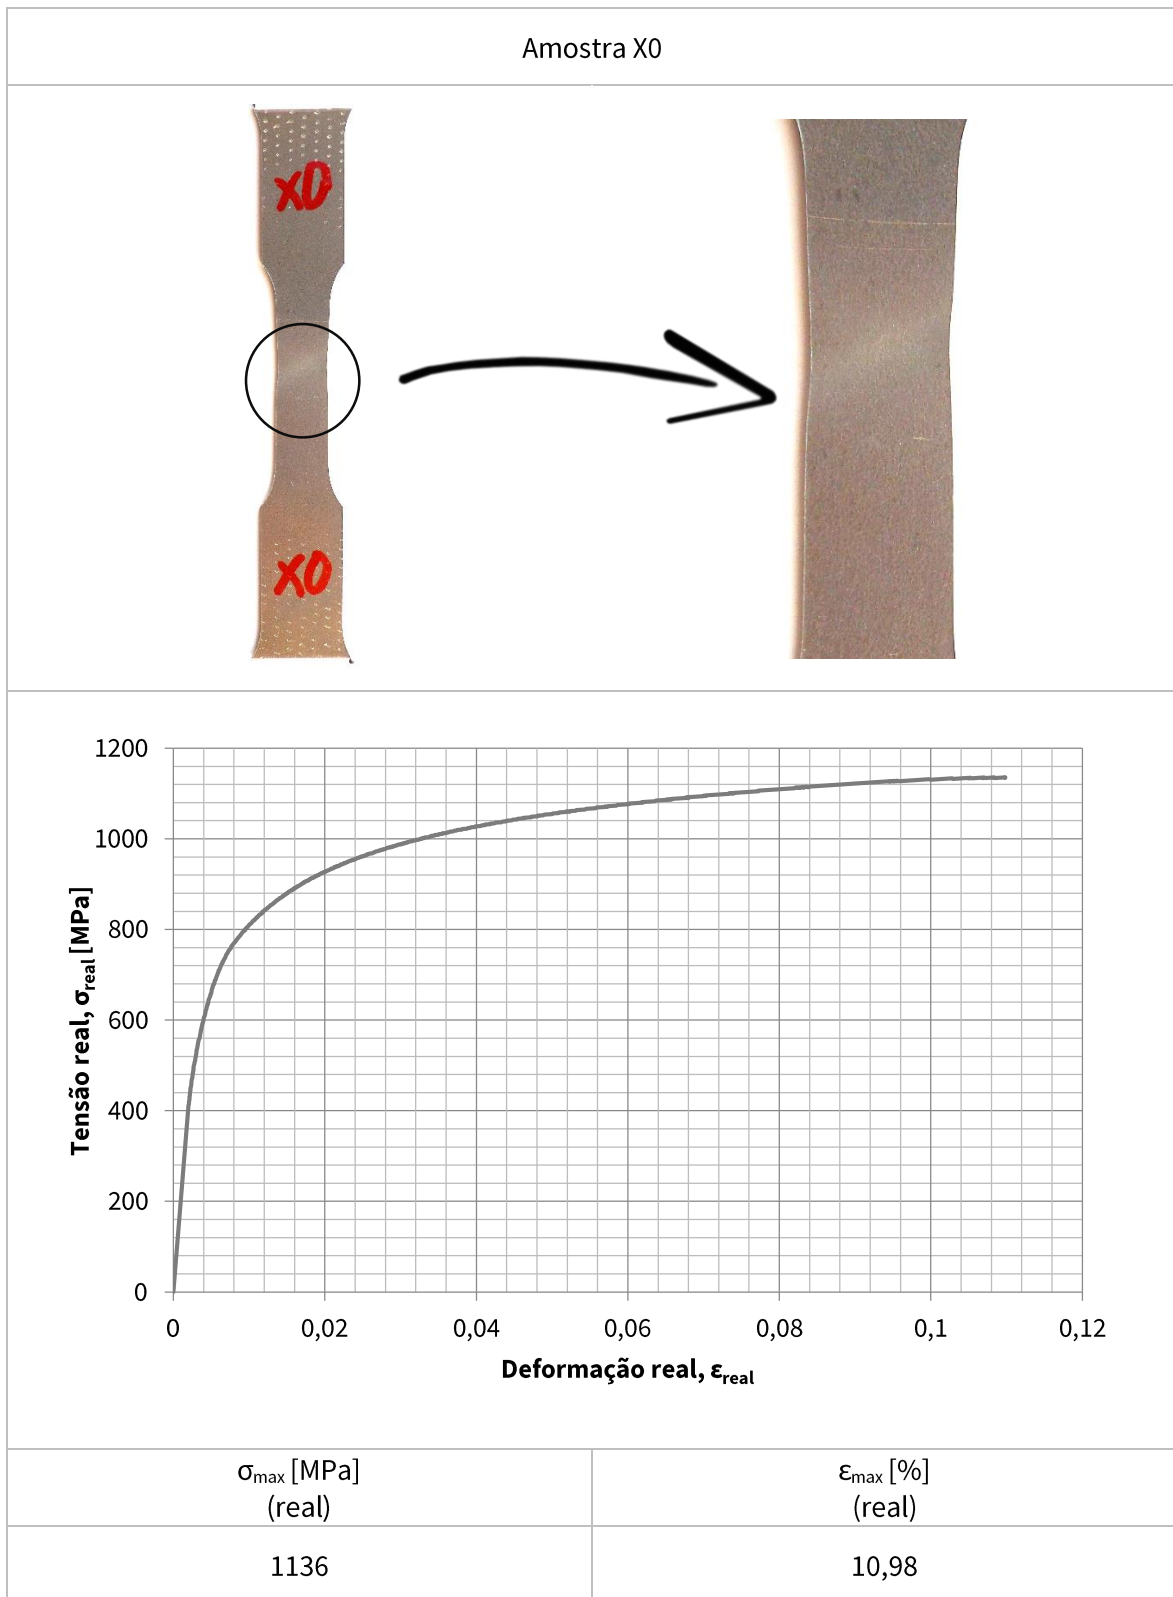 Amostra X0
X0
X0
1200
1000
800
600
400
200
0
Tensão real, σreal [MPa]
0 0,02 0,04 0,06 0,08 0,1 0,12
Deformação real, εreal
σmax [MPa] εmax [%]
(real) (real)
1136 10,98